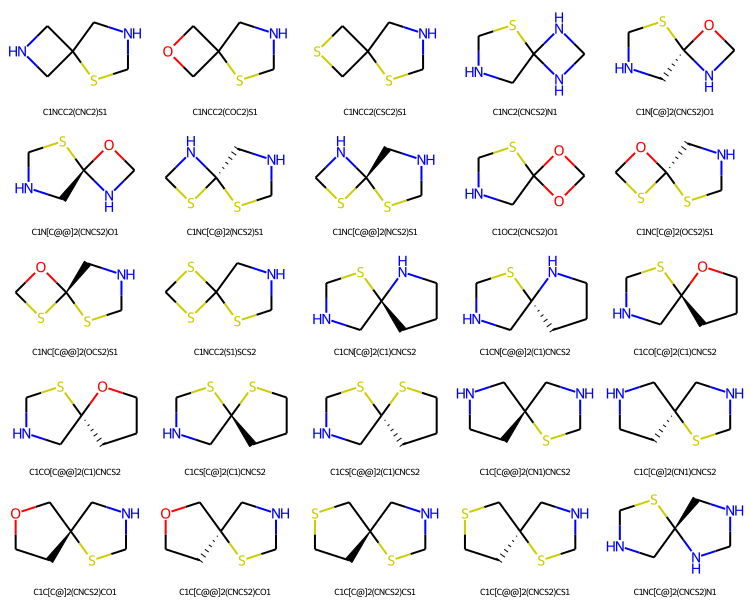 C1NCC2(CNC2)S1
C1NCC2(COC2)S1
C1NCC2(CSC2)S1
C1NC2(CNCS2)N1
C1N[C@]2(CNCS2)O1
C1N[C@@]2(CNCS2)O1
C1NC[C@]2(NCS2)S1
C1NC[C@@]2(NCS2)S1
C1OC2(CNCS2)O1
C1NC[C@]2(OCS2)S1
C1NC[C@@]2(OCS2)S1
C1NCC2(S1)SCS2
C1CN[C@@]2(C1)CNCS2
C1CN[C@]2(C1)CNCS2
C1CO[C@]2(C1)CNCS2
C1CO[C@@]2(C1)CNCS2
C1CS[C@]2(C1)CNCS2
C1CS[C@@]2(C1)CNCS2
C1C[C@@]2(CN1)CNCS2
C1C[C@]2(CN1)CNCS2
C1C[C@]2(CNCS2)CO1
C1C[C@@]2(CNCS2)CO1
C1C[C@]2(CNCS2)CS1
C1C[C@@]2(CNCS2)CS1
C1NC[C@]2(CNCS2)N1